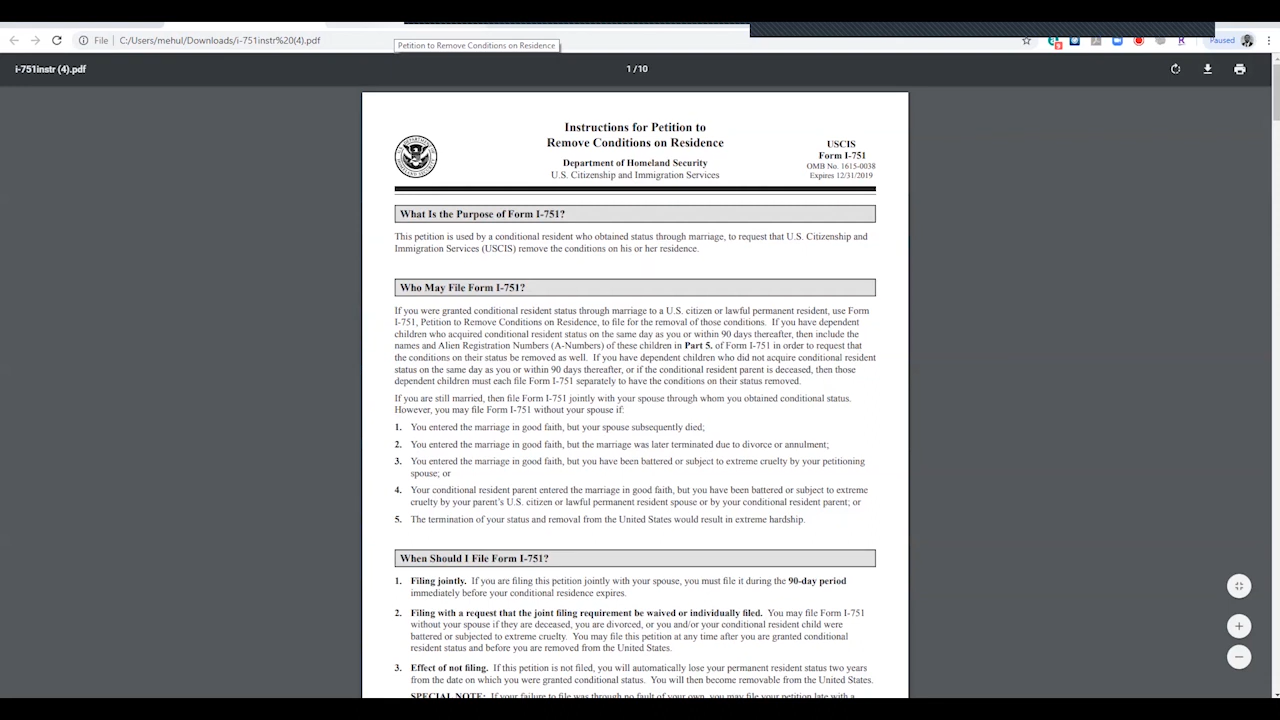 File
C:/Users/mehul/Downloads/i-751instr%20(4).pdf
Petition to Remove Conditions on Residence
9
Paused
i-751instr (4).pdf
1 / 10
Instructions for Petition to
Remove Conditions on Residence
Department of Homeland Security
U.S. Citizenship and Immigration Services
USCIS
Form I-751
OMB No. 1615-0038
Expires 12/31/2019
What Is the Purpose of Form I-751?
This petition is used by a conditional resident who obtained status through marriage, to request that U.S. Citizenship and
Immigration Services (USCIS) remove the conditions on his or her residence.
Who May File Form I-751?
If you were granted conditional resident status through marriage to a U.S. citizen or lawful permanent resident, use Form
I-751, Petition to Remove Conditions on Residence, to file for the removal of those conditions. If you have dependent
children who acquired conditional resident status on the same day as you or within 90 days thereafter, then include the
names and Alien Registration Numbers (A-Numbers) of these children in Part 5. of Form I-751 in order to request that
the conditions on their status be removed as well. If you have dependent children who did not acquire conditional resident
status on the same day as you or within 90 days thereafter, or if the conditional resident parent is deceased, then those
dependent children must each file Form I-751 separately to have the conditions on their status removed.
If you are still married, then file Form I-751 jointly with your spouse through whom you obtained conditional status.
However, you may file Form I-751 without your spouse if:
1. You entered the marriage in good faith, but your spouse subsequently died;
2. You entered the marriage in good faith, but the marriage was later terminated due to divorce or annulment;
3. You entered the marriage in good faith, but you have been battered or subject to extreme cruelty by your petitioning
spouse; or
4. Your conditional resident parent entered the marriage in good faith, but you have been battered or subject to extreme
cruelty by your parent's U.S. citizen or lawful permanent resident spouse or by your conditional resident parent; or
5. The termination of your status and removal from the United States would result in extreme hardship.
When Should I File Form I-751?
1. Filing jointly. If you are filing this petition jointly with your spouse, you must file it during the 90-day period
immediately before your conditional residence expires.
2. Filing with a request that the joint filing requirement be waived or individually filed. You may file Form I-751
without your spouse if they are deceased, you are divorced, or you and/or your conditional resident child were
battered or subjected to extreme cruelty. You may file this petition at any time after you are granted conditional
resident status and before you are removed from the United States.
3. Effect of not filing. If this petition is not filed, you will automatically lose your permanent resident status two years
from the date on which you were granted conditional status. You will then become removable from the United States.
SPECIAL NOTE: If your failure to file was through no fault of your own, you may file your petition late with a